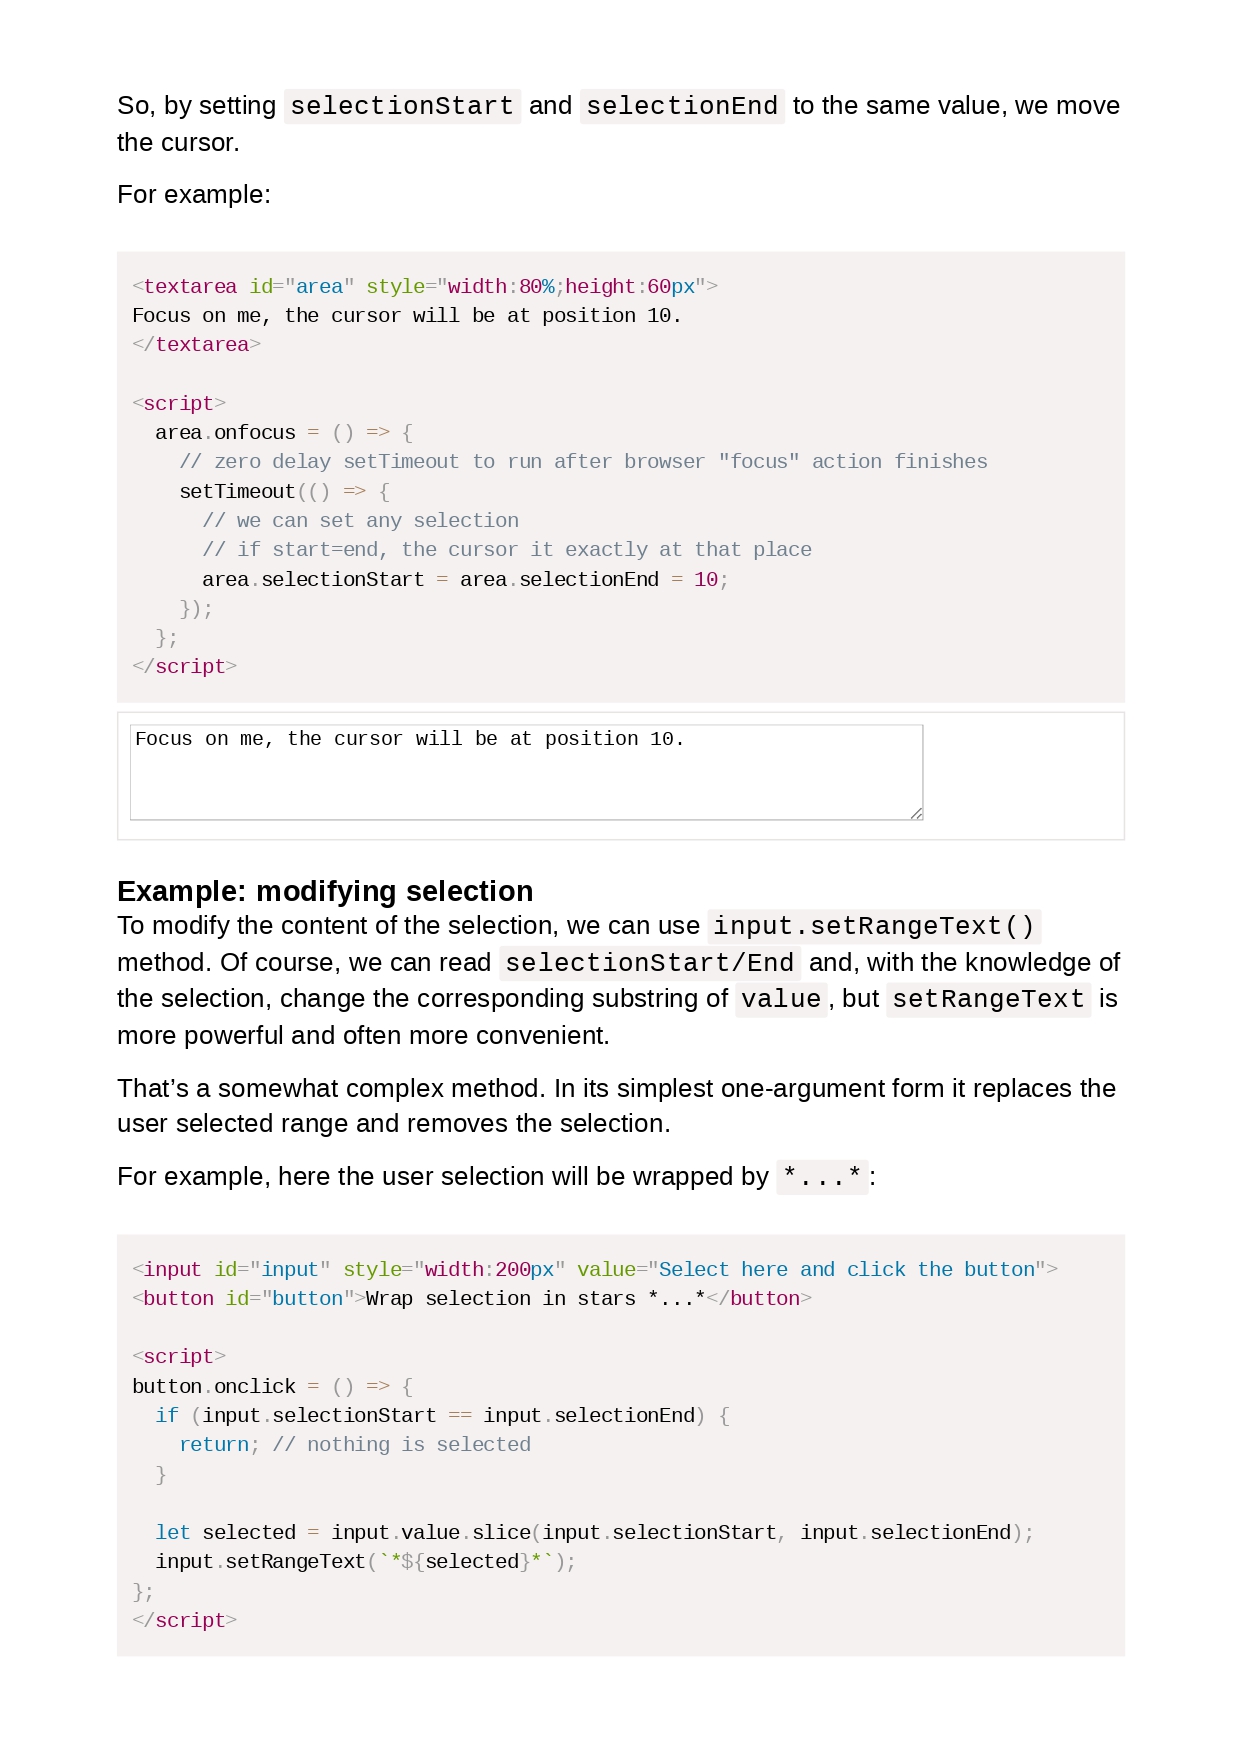 So, by setting selectionStart and selectionEnd to the same value, we move
the cursor.
For example:
<textarea id="area" style="width:80%;height:60px">
Focus on me, the cursor will be at position 10.
</textarea>
<script>
  area.onfocus = () => {
    // zero delay setTimeout to run after browser "focus" action finishes
    setTimeout(() => {
      // we can set any selection
      // if start=end, the cursor it exactly at that place
      area.selectionStart = area.selectionEnd = 10;
    });
  };
</script>
Focus on me, the cursor will be at position 10.
Example: modifying selection
To modify the content of the selection, we can use input.setRangeText()
method. Of course, we can read selectionStart/End and, with the knowledge of
the selection, change the corresponding substring of value, but setRangeText is
more powerful and often more convenient.
That’s a somewhat complex method. In its simplest one-argument form it replaces the
user selected range and removes the selection.
For example, here the user selection will be wrapped by *...*:
<input id="input" style="width:200px" value="Select here and click the button">
<button id="button">Wrap selection in stars *...*</button>
<script>
button.onclick = () => {
  if (input.selectionStart == input.selectionEnd) {
    return; // nothing is selected
  }
  let selected = input.value.slice(input.selectionStart, input.selectionEnd);
  input.setRangeText(`*${selected}*`);
};
</script>